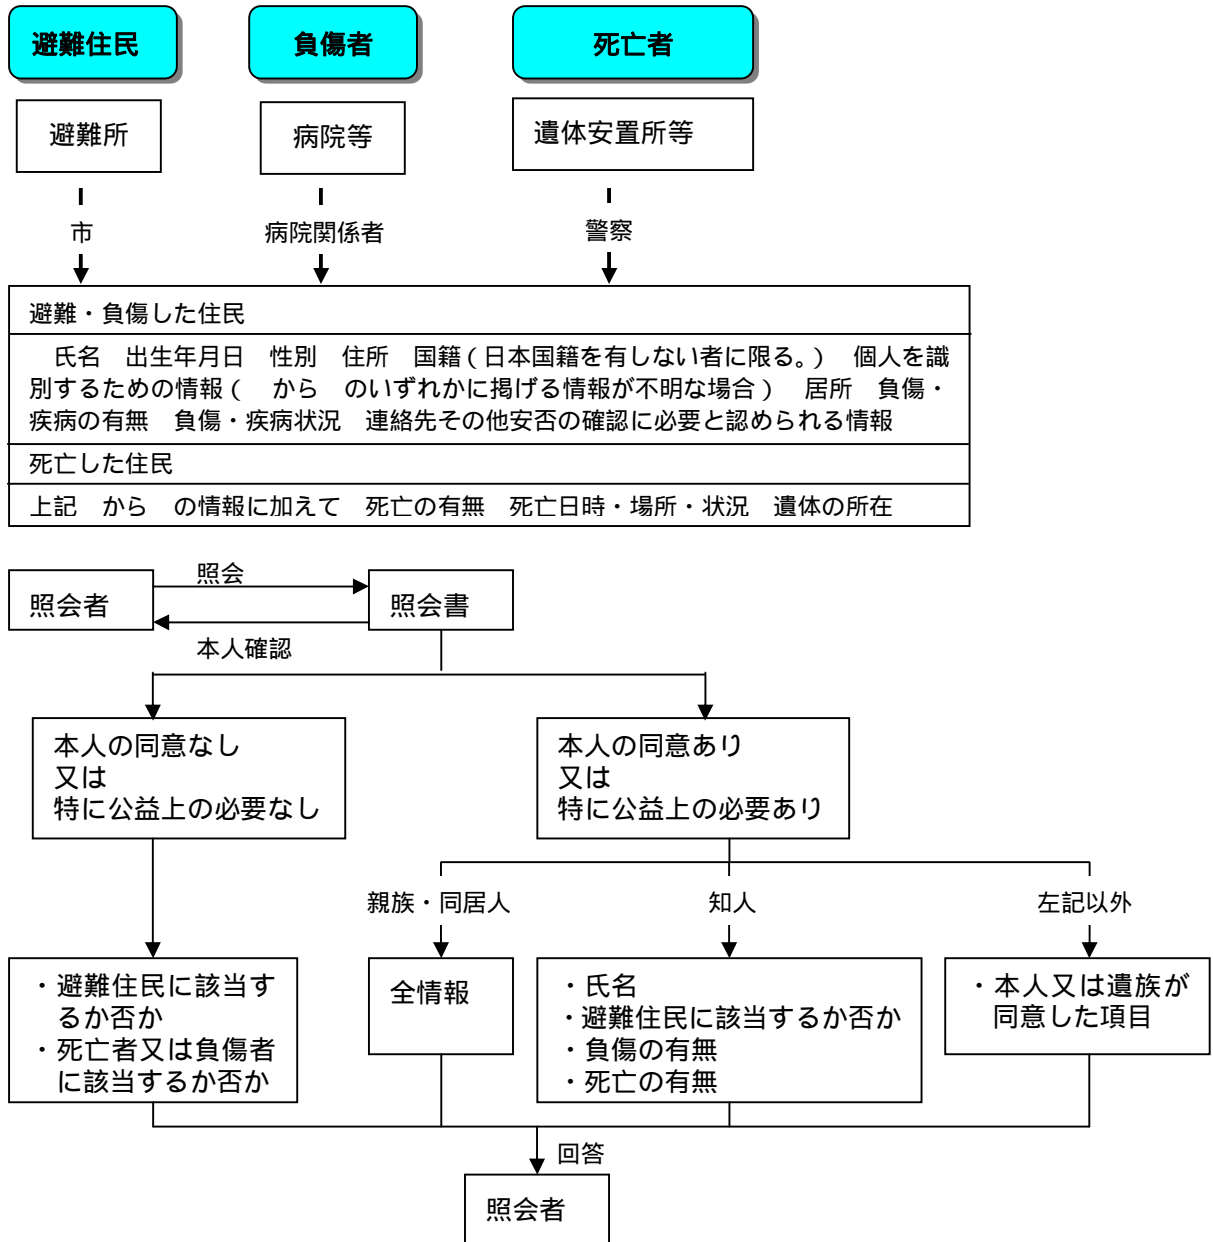 避難住民
負傷者
死亡者
避難所
病院等
遺体安置所等
市
病院関係者
警察
避難・負傷した住民
氏名　出生年月日　性別　住所　国籍（日本国籍を有しない者に限る。）　個人を識
別するための情報（　から　のいずれかに掲げる情報が不明な場合）　居所　負傷・
疾病の有無　負傷・疾病状況　連絡先その他安否の確認に必要と認められる情報
死亡した住民
上記　から　の情報に加えて　死亡の有無　死亡日時・場所・状況　遺体の所在
照会者
照会
照会書
本人確認
本人の同意なし
又は
特に公益上の必要なし
本人の同意あり
又は
特に公益上の必要あり
親族・同居人
知人
左記以外
・避難住民に該当す
るか否か
・死亡者又は負傷者
に該当するか否か
全情報
・氏名
・避難住民に該当するか否か
・負傷の有無
・死亡の有無
・本人又は遺族が
同意した項目
回答
照会者